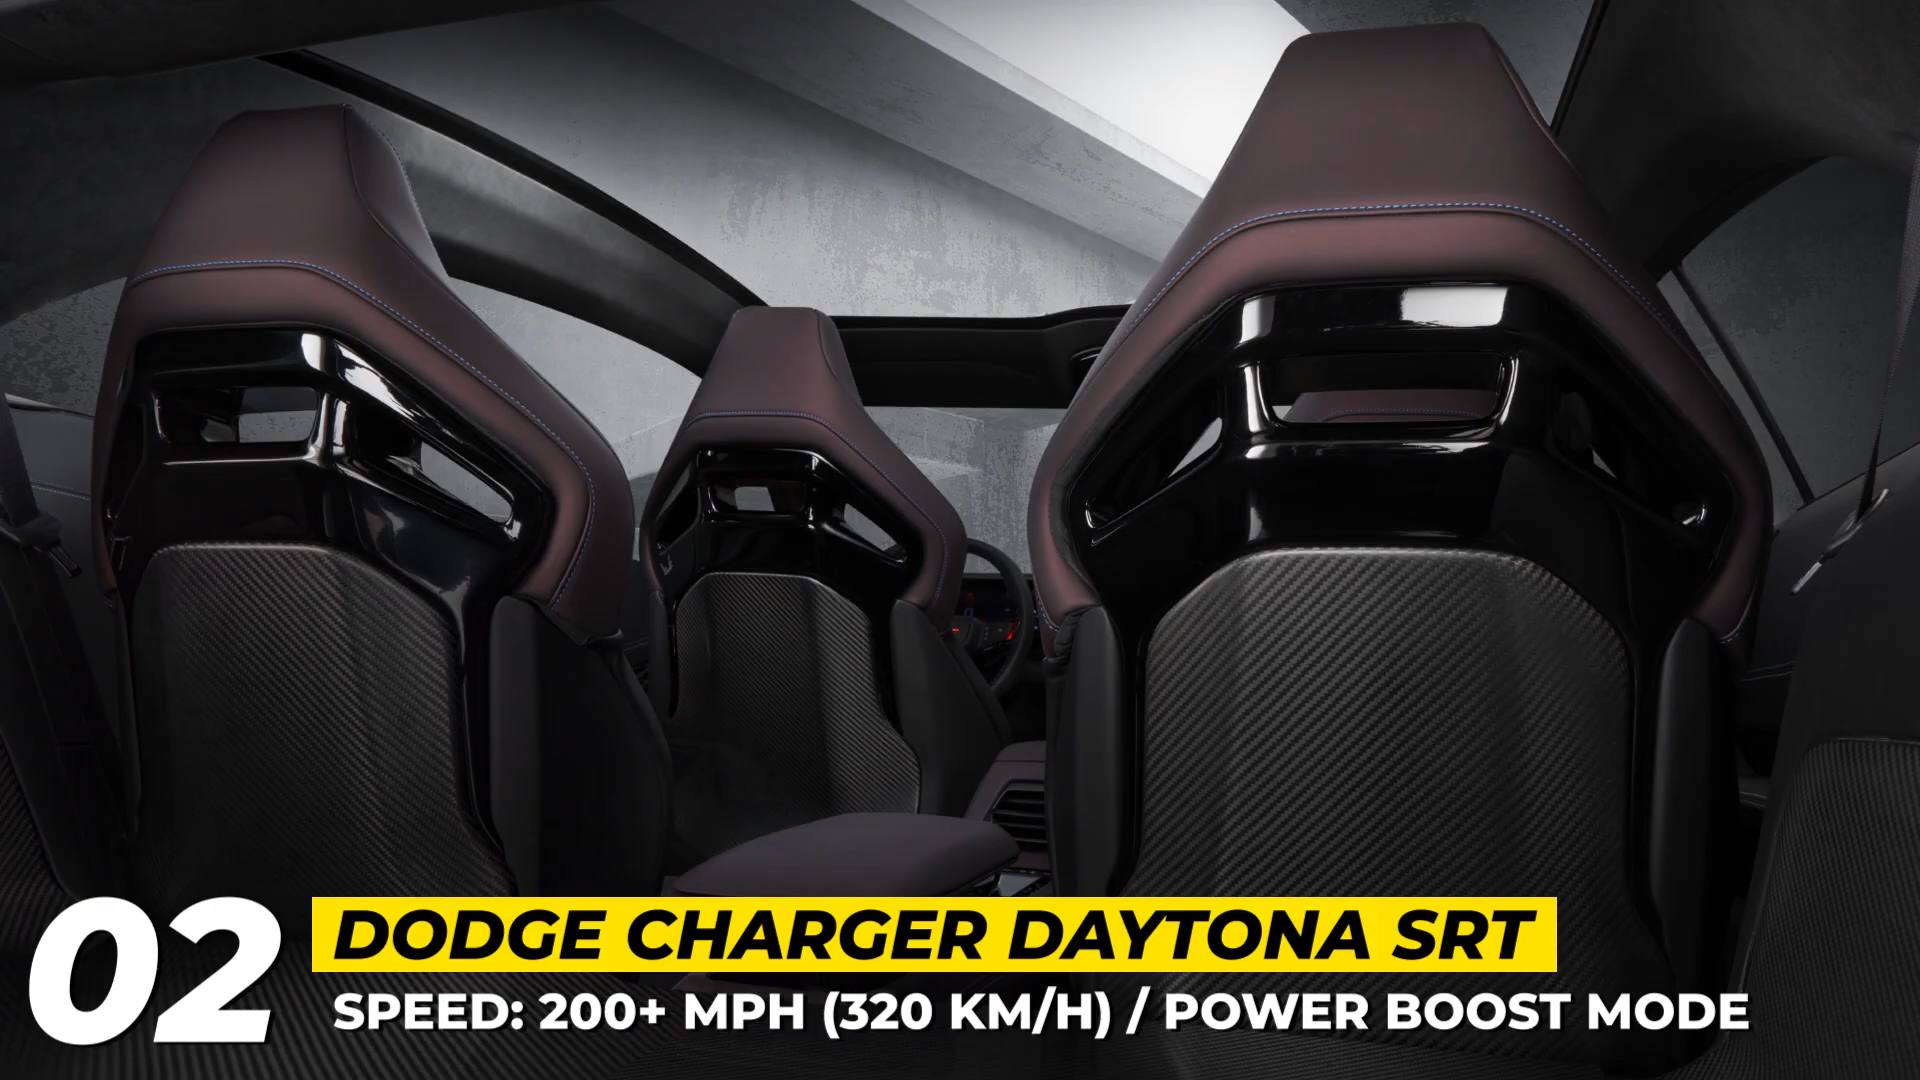 02
DODGE CHARGER DAYTONA SRT
SPEED: 200+ MPH (320 KM/H) / POWER BOOST MODE